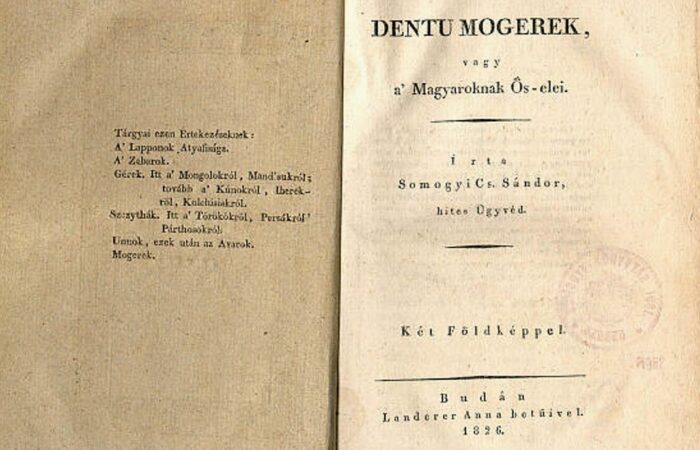 Tárgyai ezen Értekezéseknek:
A' Lapponok Atyafisága.
A' Zabarok.
Gérek. Itt a' Mongolokról, Mand'sukról;
tovább a' Kúnokról, Iberek-
ről, Kolchisiakról.
Szczythák. Itt a' Törökökről, Persákról'
Párthosokról.
Unnok, ezek után az Avarok.
Mogerek.
DENTU MOGEREK,
vagy
a' Magyaroknak Ős-elei.
Írta
Somogyi Cs. Sándor,
hites Ügyvéd.
Két Földképpel.
Budán
Landerer Anna betűivel.
1826.